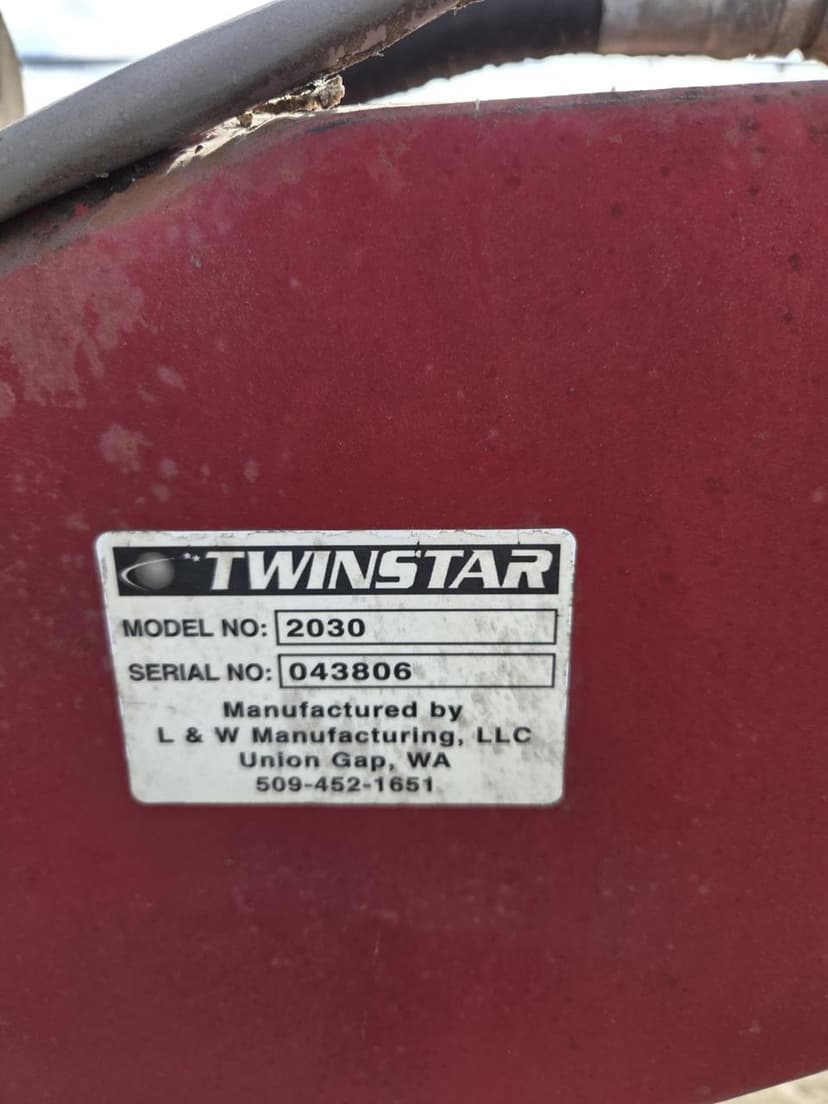 TWINSTAR
MODEL NO: 2030
SERIAL NO: 043806
Manufactured by
L & W Manufacturing, LLC
Union Gap, WA
509-452-1651